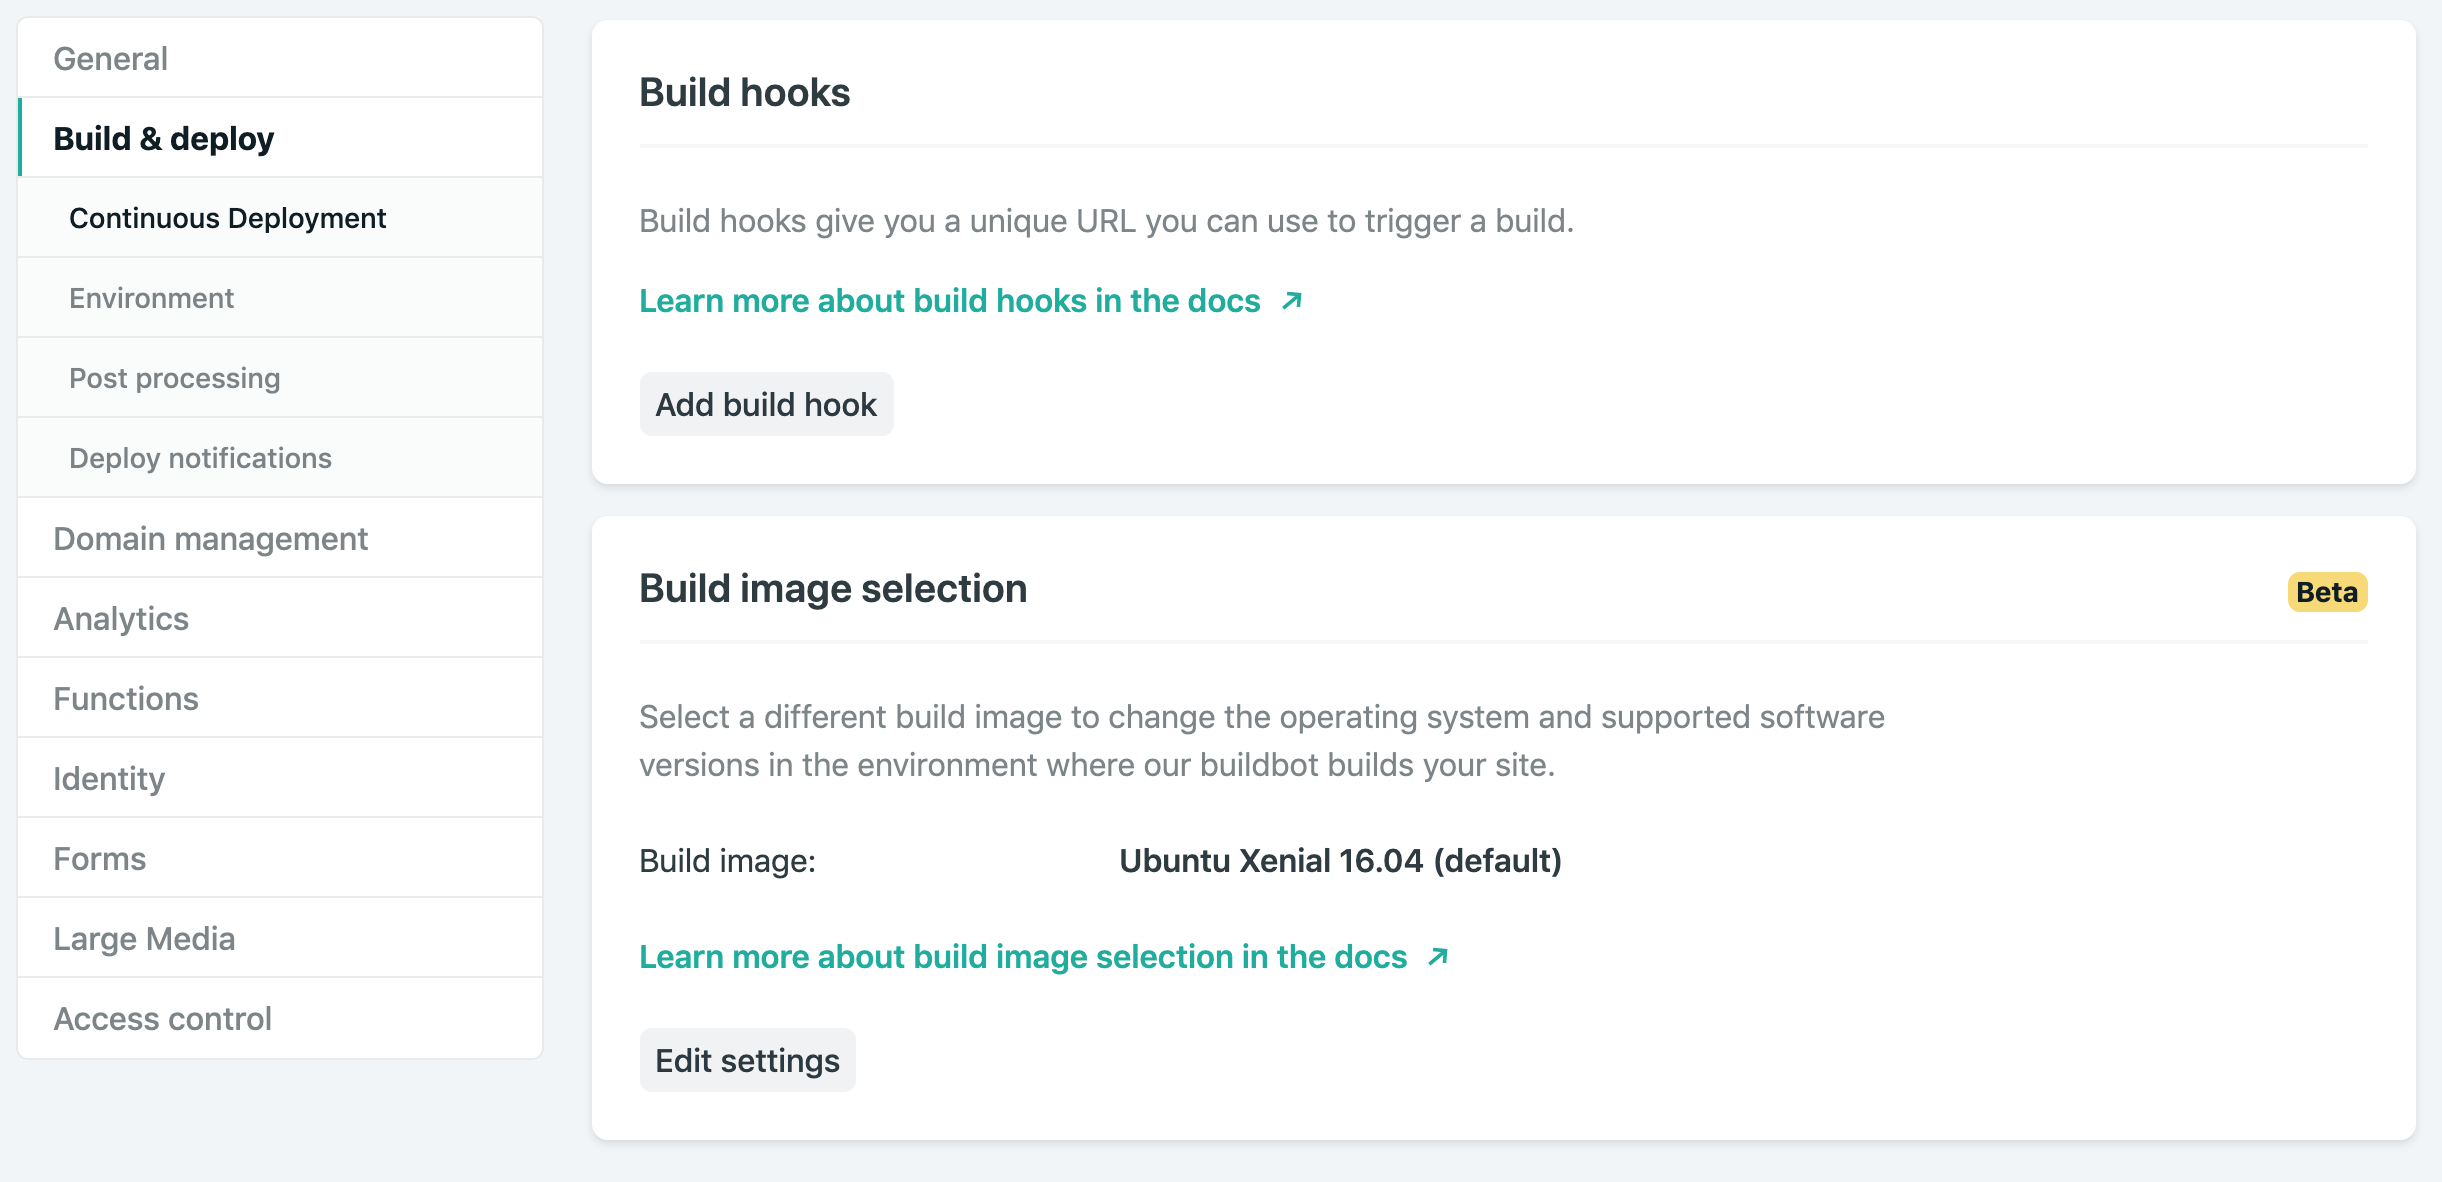 General
Build & deploy
Continuous Deployment
Environment
Post processing
Deploy notifications
Domain management
Analytics
Functions
Identity
Forms
Large Media
Access control
Build hooks
Build hooks give you a unique URL you can use to trigger a build.
Learn more about build hooks in the docs
Add build hook
Build image selection
Beta
Select a different build image to change the operating system and supported software
versions in the environment where our buildbot builds your site.
Build image:
Ubuntu Xenial 16.04 (default)
Learn more about build image selection in the docs
Edit settings